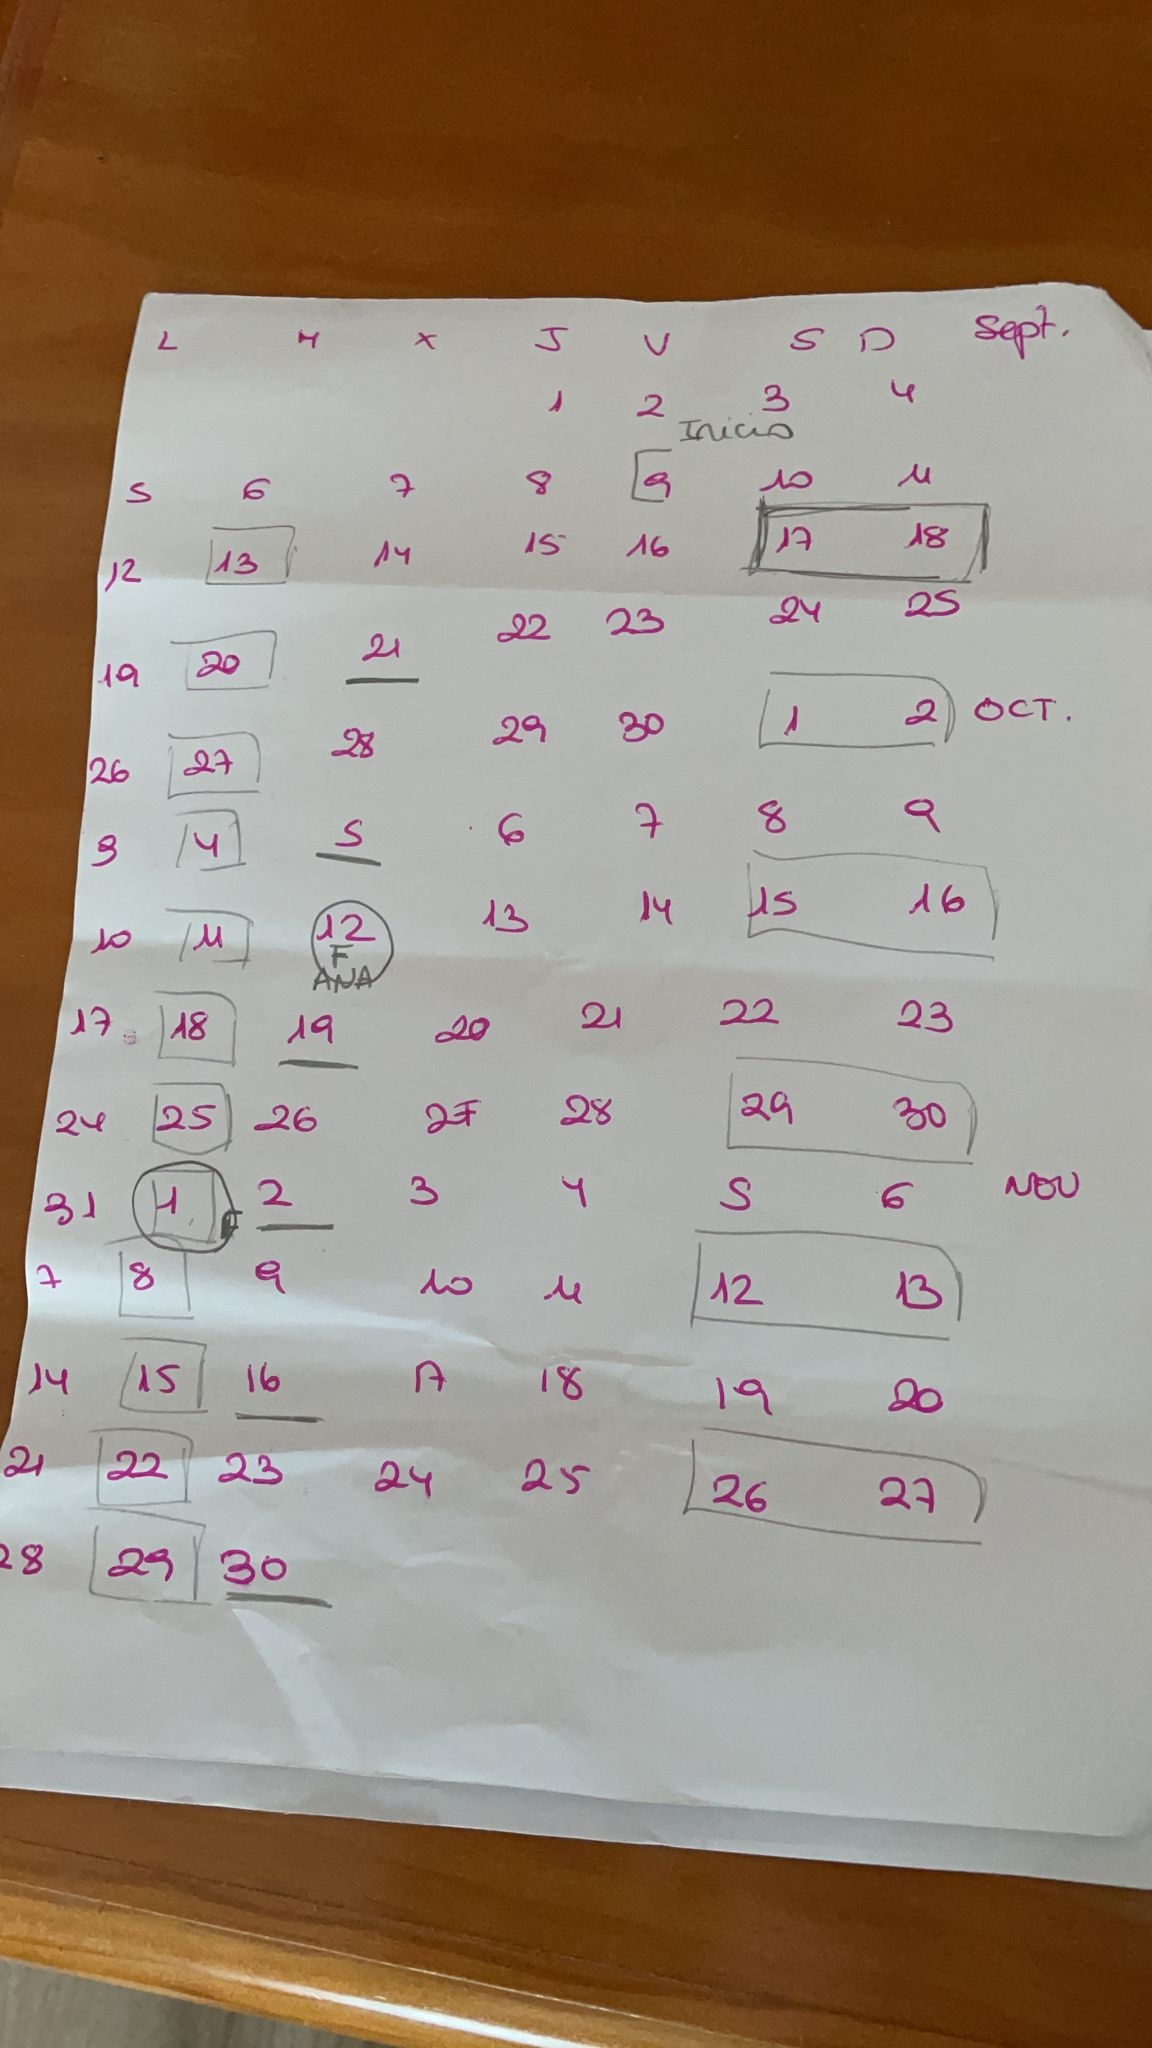 L M X J V S D Sept.
1 2 3 4
Inicio
5 6 7 8 9 10 11
12 13 14 15 16 17 18
19 20 21 22 23 24 25
26 27 28 29 30 1 2 OCT.
3 4 5 6 7 8 9
10 11 12 13 14 15 16
F
ANA
17 18 19 20 21 22 23
24 25 26 27 28 29 30
31 1 F 2 3 4 5 6 NOV
7 8 9 10 11 12 13
14 15 16 17 18 19 20
21 22 23 24 25 26 27
28 29 30